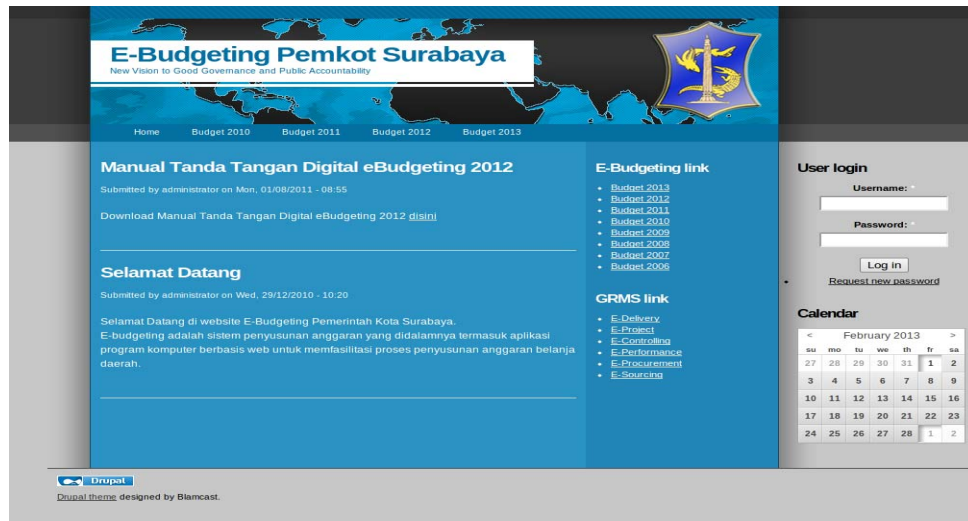 E-Budgeting Pemkot Surabaya
New Vision to Good Governance and Public Accountability
Home Budget 2010 Budget 2011 Budget 2012 Budget 2013
Manual Tanda Tangan Digital eBudgeting 2012
Submitted by administrator on Mon, 01/08/2011 - 08:55
Download Manual Tanda Tangan Digital eBudgeting 2012 disini
Selamat Datang
Submitted by administrator on Wed, 29/12/2010 - 10:20
Selamat Datang di website E-Budgeting Pemerintah Kota Surabaya.
E-budgeting adalah sistem penyusunan anggaran yang didalamnya termasuk aplikasi
program komputer berbasis web untuk memfasilitasi proses penyusunan anggaran belanja
daerah.
E-Budgeting link
Budget 2013
Budget 2012
Budget 2011
Budget 2010
Budget 2009
Budget 2008
Budget 2007
Budget 2006
GRMS link
E-Delivery
E-Project
E-Controlling
E-Performance
E-Procurement
E-Sourcing
User login
Username: *
Password: *
Log in
Request new password
Calendar
< February 2013 >
su mo tu we th fr sa
27 28 29 30 31 1 2
3 4 5 6 7 8 9
10 11 12 13 14 15 16
17 18 19 20 21 22 23
24 25 26 27 28 1 2
Drupal
Drupal theme designed by Blamcast.